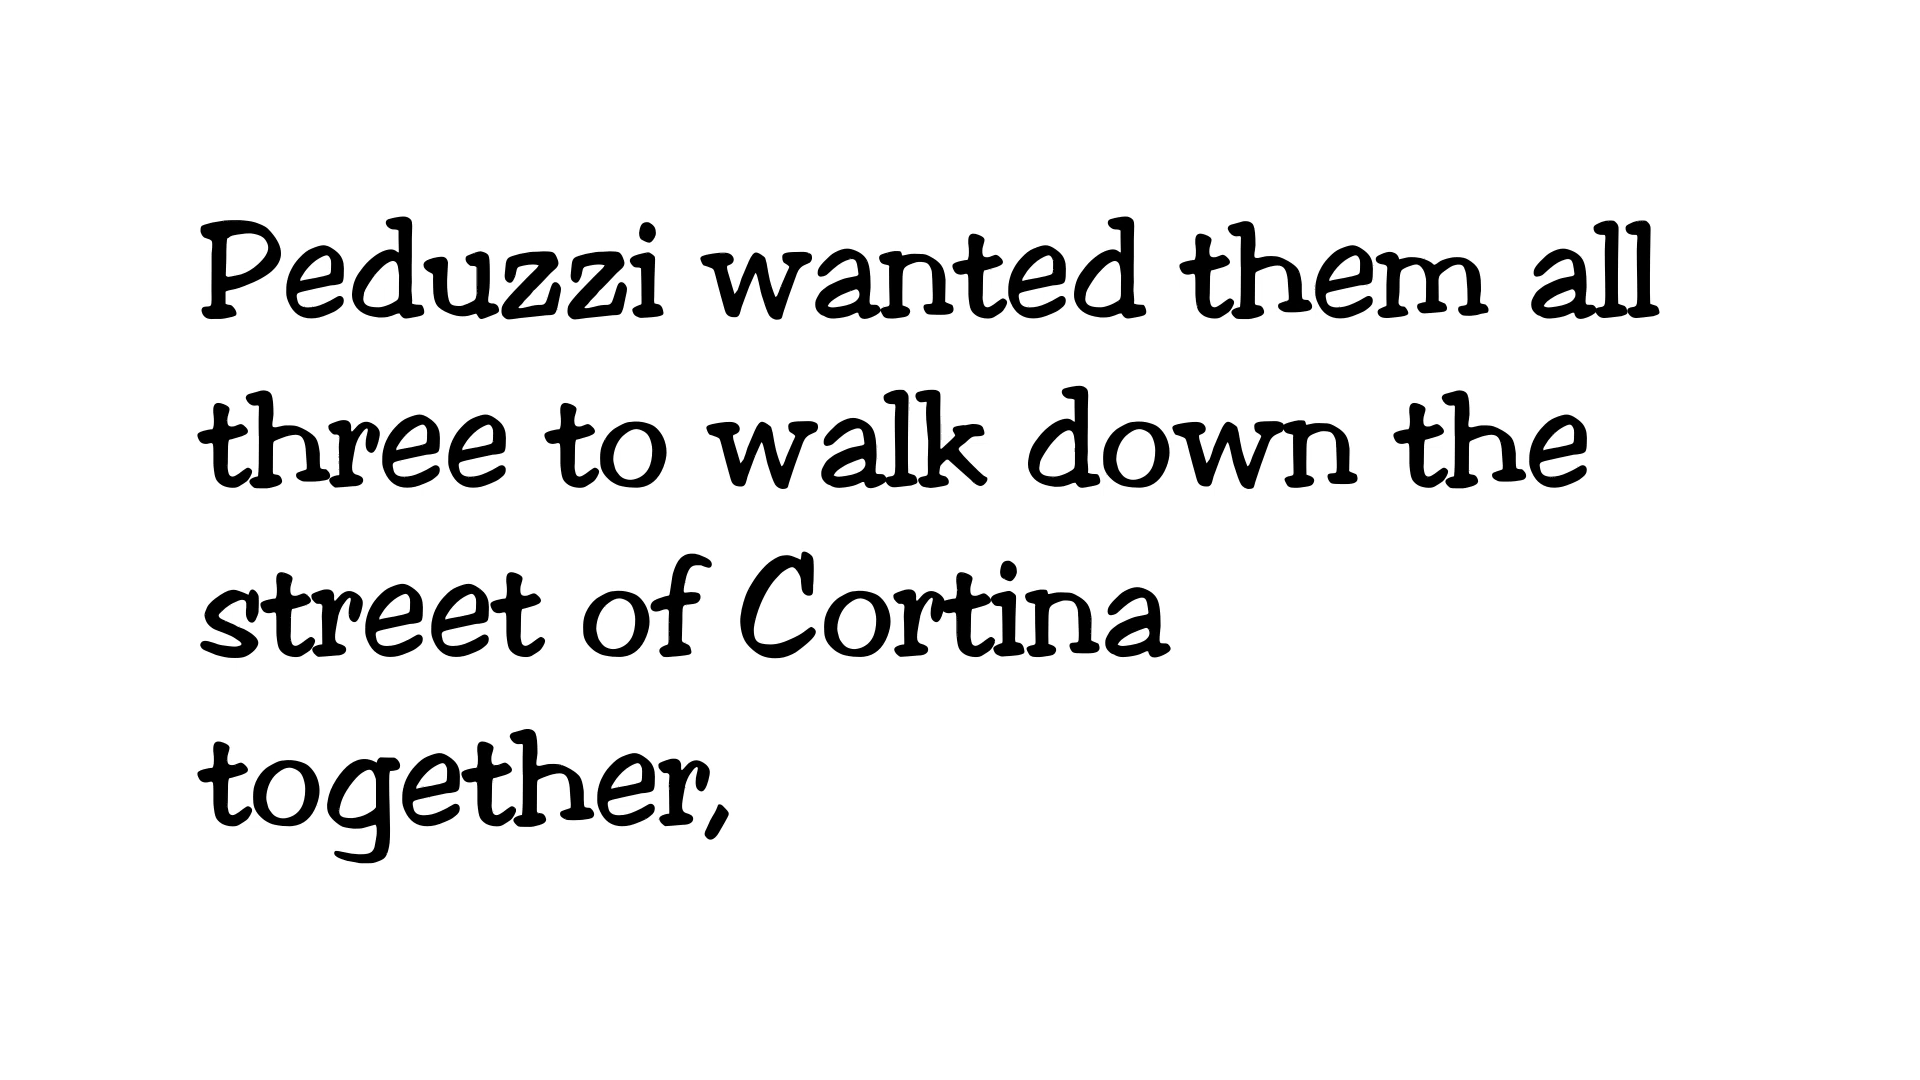 Peduzzi wanted them all
three to walk down the
street of Cortina
together,